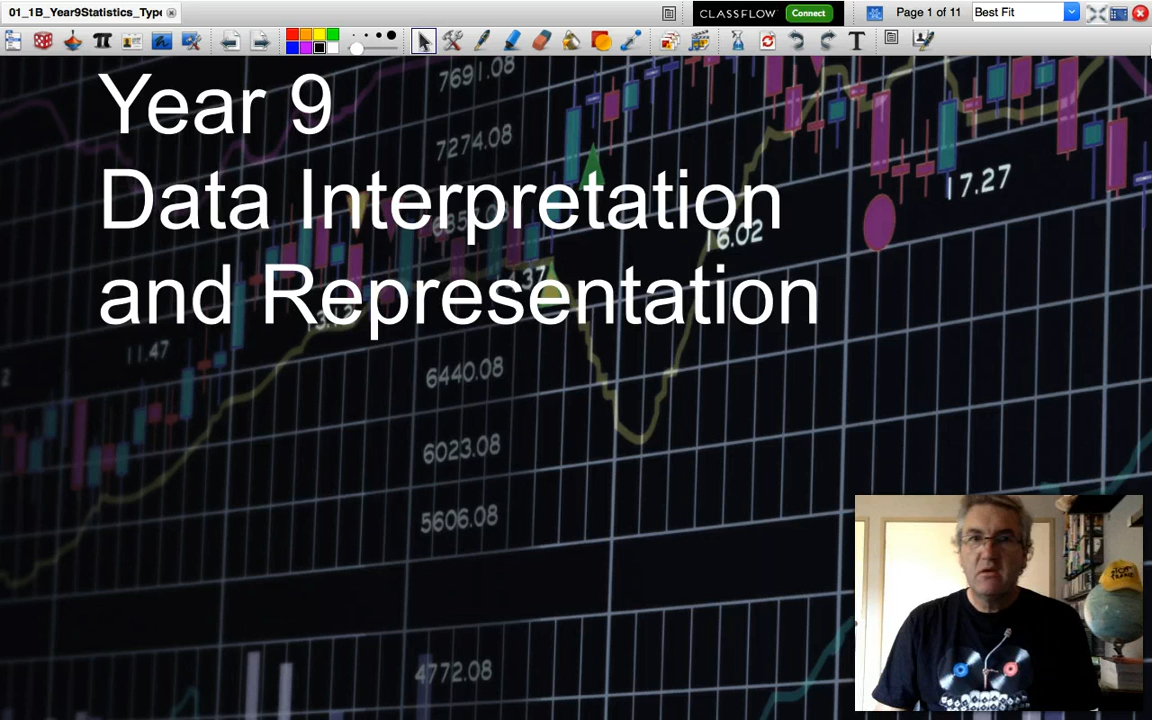 01_1B_Year9Statistics_Type
CLASSFLOW Connect
Page 1 of 11
Best Fit
Year 9
Data Interpretation
and Representation
7691.08
7274.08
17.27
16.02
11.47
6440.08
6023.08
5606.08
4772.08